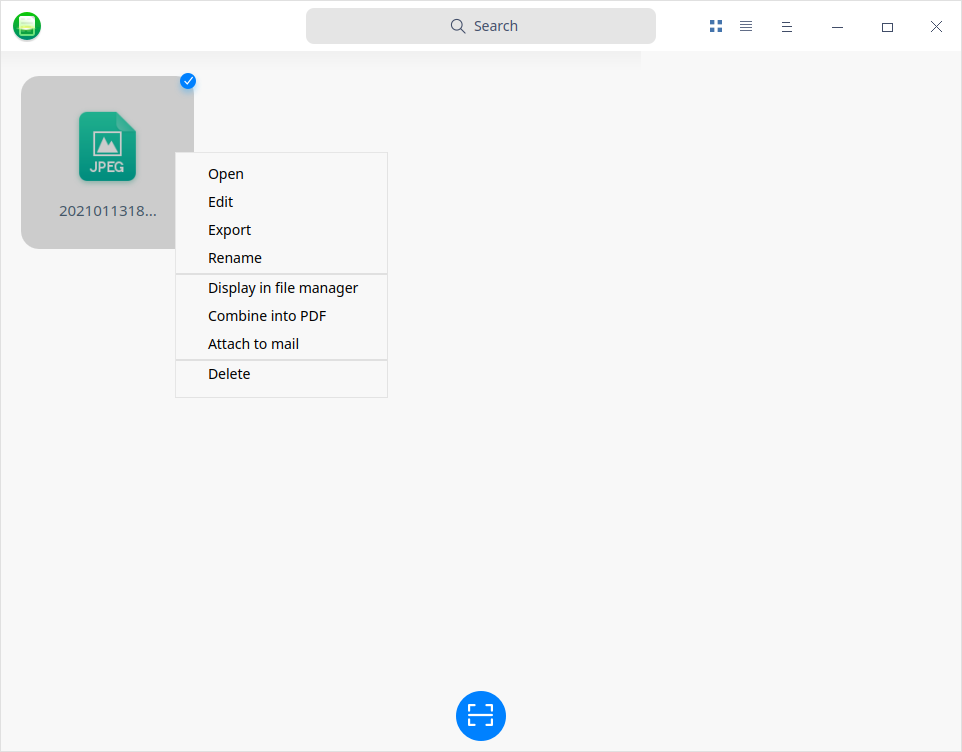 Search
JPEG
2021011318...
Open
Edit
Export
Rename
Display in file manager
Combine into PDF
Attach to mail
Delete